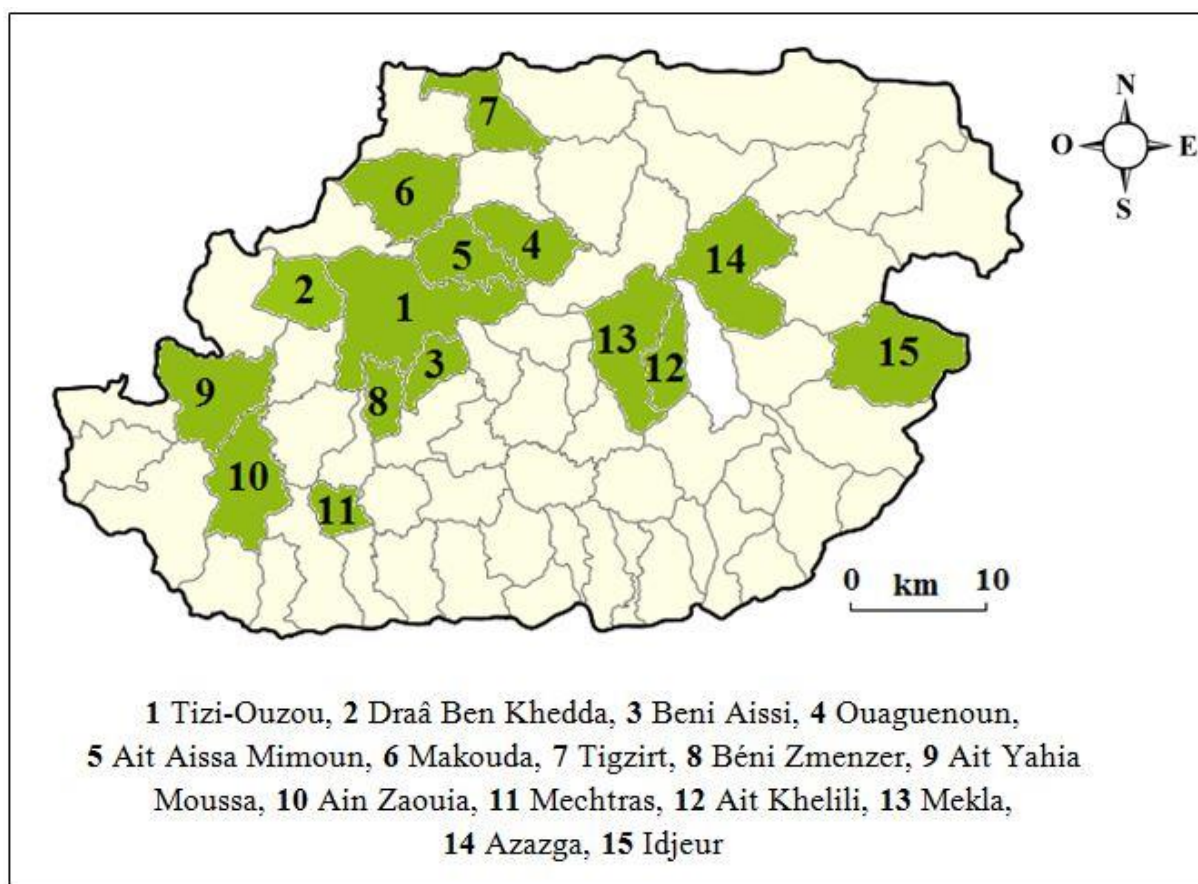 N
O E
S
7
6
4
5
14
2
1
13
12
15
3
9
8
10
11
0 km 10
1 Tizi-Ouzou, 2 Draâ Ben Khedda, 3 Beni Aissi, 4 Ouaguenoun,
5 Ait Aissa Mimoun, 6 Makouda, 7 Tigzirt, 8 Béni Zmenzer, 9 Ait Yahia
Moussa, 10 Ain Zaouia, 11 Mechtras, 12 Ait Khelili, 13 Mekla,
14 Azazga, 15 Idjeur